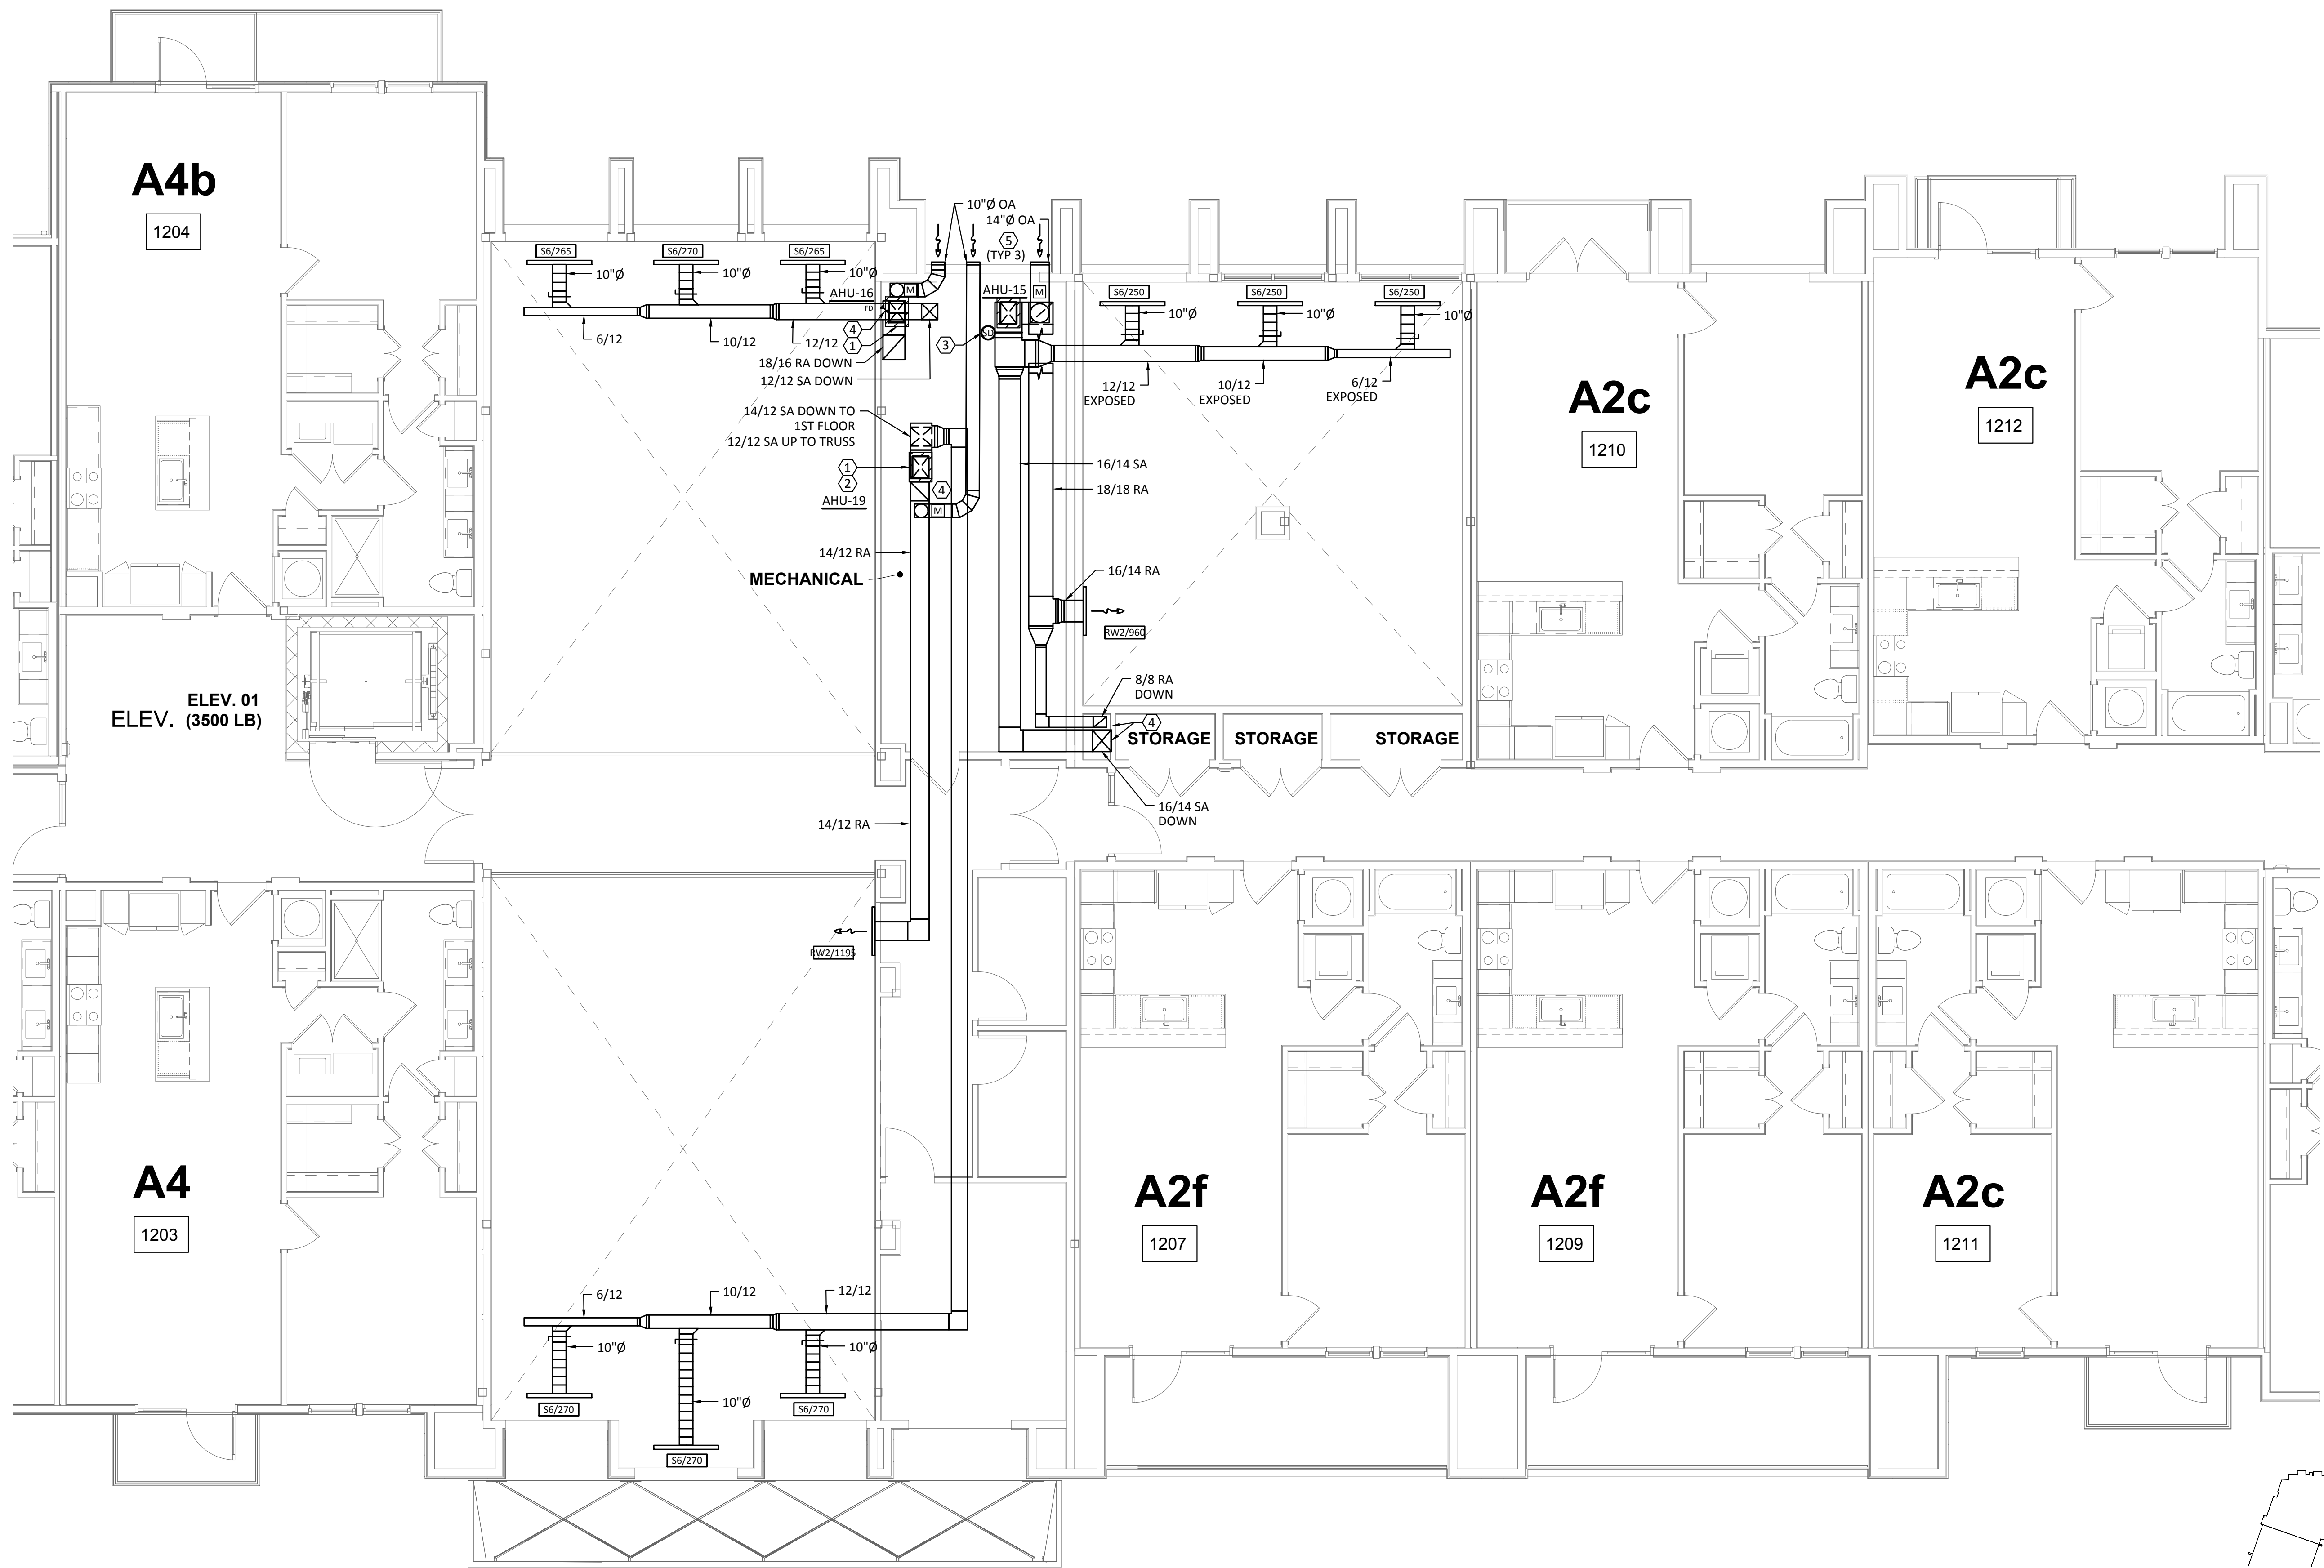 A4b
1204
10"Ø OA
14"Ø OA
5
(TYP 3)
S6/265
S6/270
S6/265
10"Ø
10"Ø
10"Ø
AHU-16
M
FD
4
1
6/12
10/12
12/12
18/16 RA DOWN
12/12 SA DOWN
AHU-15
M
SD
3
S6/250
S6/250
S6/250
10"Ø
10"Ø
10"Ø
12/12
EXPOSED
10/12
EXPOSED
6/12
EXPOSED
A2c
1210
A2c
1212
14/12 SA DOWN TO
1ST FLOOR
12/12 SA UP TO TRUSS
1
2
AHU-19
4
M
16/14 SA
18/18 RA
14/12 RA
MECHANICAL
16/14 RA
RW2/960
8/8 RA
DOWN
4
ELEV. 01
ELEV. (3500 LB)
STORAGE
STORAGE
STORAGE
16/14 SA
DOWN
14/12 RA
RW2/1195
A4
1203
A2f
1207
A2f
1209
A2c
1211
6/12
10/12
12/12
10"Ø
10"Ø
10"Ø
S6/270
S6/270
S6/270